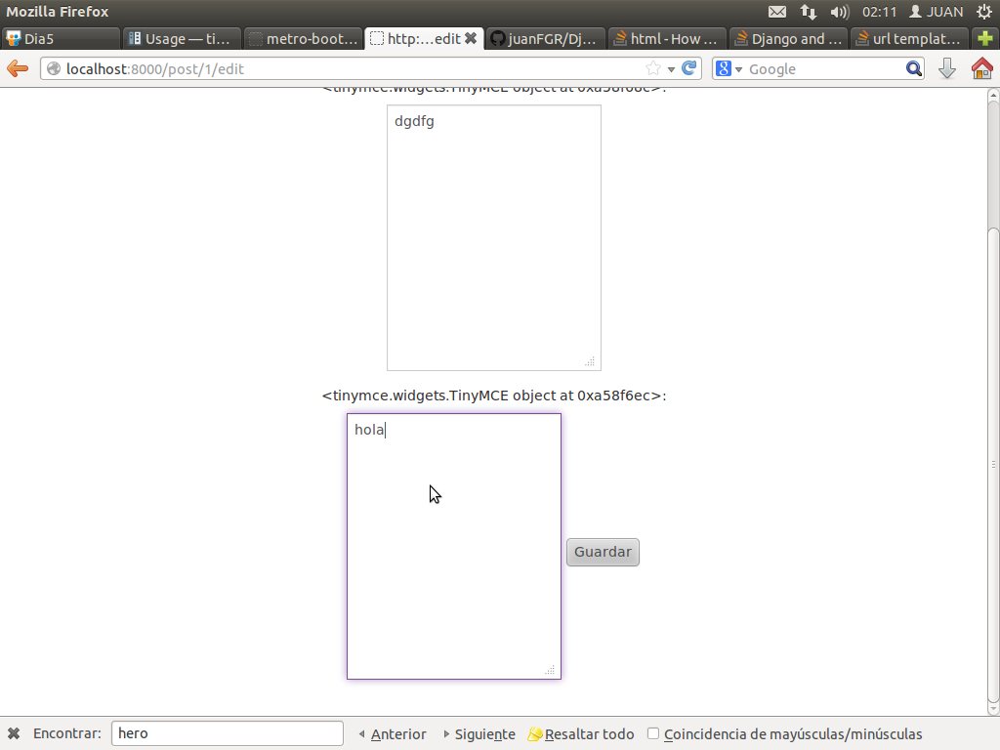 Mozilla Firefox
02:11
JUAN
Dia5
Usage — ti...
metro-boot...
http:...edit
juanFGR/Dj...
html - How ...
Django and ...
url templat...
localhost:8000/post/1/edit
Google
<tinymce.widgets.TinyMCE object at 0xa58f68c>:
dgdfg
<tinymce.widgets.TinyMCE object at 0xa58f6ec>:
hola
Guardar
Encontrar:
hero
Anterior
Siguiente
Resaltar todo
Coincidencia de mayúsculas/minúsculas